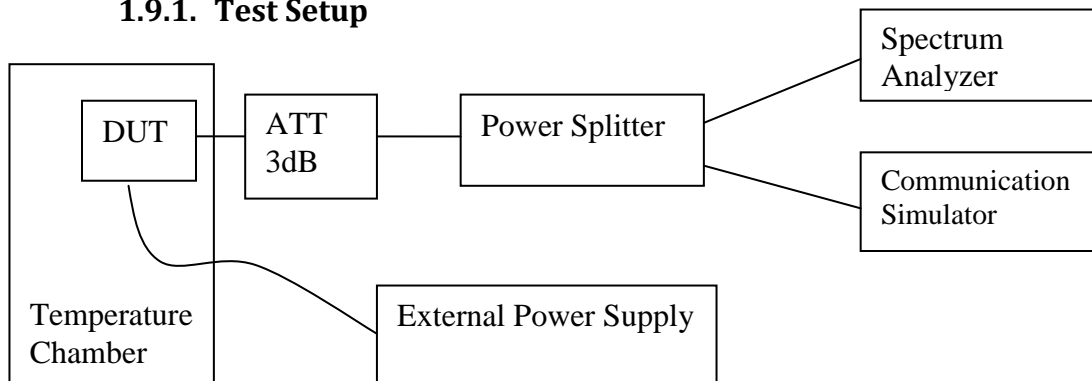 1.9.1. Test Setup
Spectrum
Analyzer
DUT
ATT
3dB
Power Splitter
Communication
Simulator
Temperature
Chamber
External Power Supply